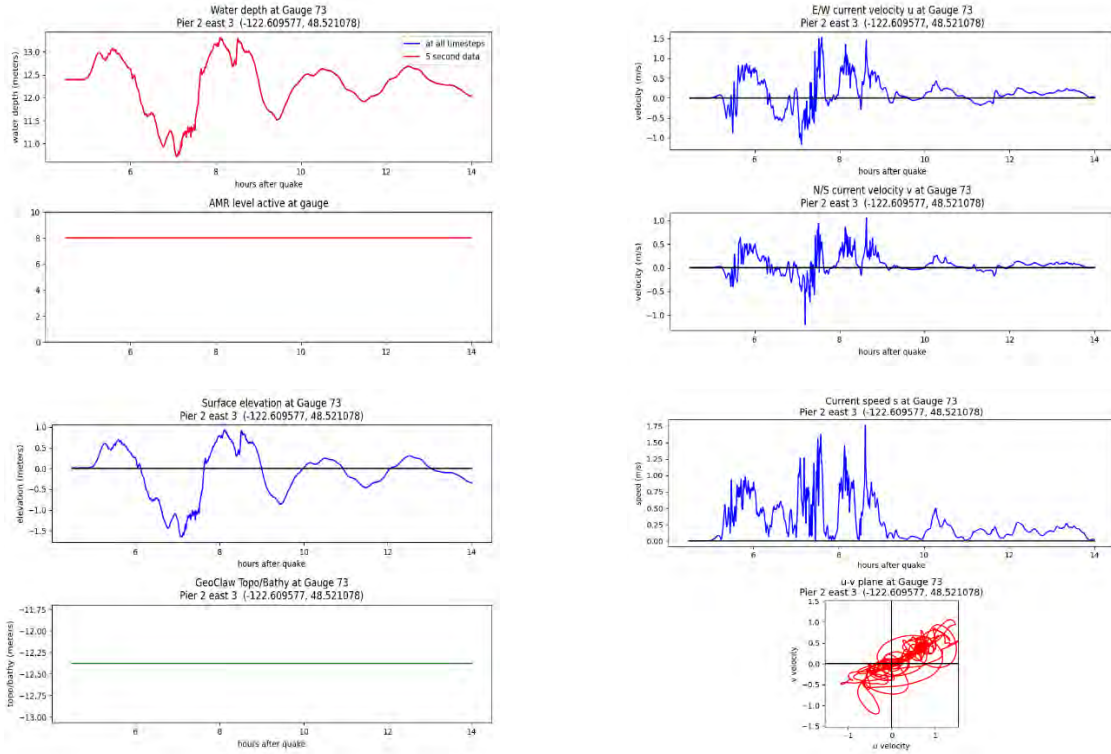 Water depth at Gauge 73
Pier 2 east 3 (-122.609577, 48.521078)
water depth (meters)
13.0
12.5
12.0
11.5
11.0
at all timesteps
5 second data
6
8
10
12
14
hours after quake
AMR level active at gauge
10
8
6
4
2
0
6
8
10
12
14
Surface elevation at Gauge 73
Pier 2 east 3 (-122.609577, 48.521078)
elevation (meters)
1.0
0.5
0.0
−0.5
−1.0
−1.5
6
8
10
12
14
hours after quake
GeoClaw Topo/Bathy at Gauge 73
Pier 2 east 3 (-122.609577, 48.521078)
topo/bathy (meters)
−11.75
−12.00
−12.25
−12.50
−12.75
−13.00
6
8
10
12
14
E/W current velocity u at Gauge 73
Pier 2 east 3 (-122.609577, 48.521078)
velocity (m/s)
1.5
1.0
0.5
0.0
−0.5
−1.0
6
8
10
12
14
hours after quake
N/S current velocity v at Gauge 73
Pier 2 east 3 (-122.609577, 48.521078)
velocity (m/s)
1.0
0.5
0.0
−0.5
−1.0
6
8
10
12
14
hours after quake
Current speed s at Gauge 73
Pier 2 east 3 (-122.609577, 48.521078)
speed (m/s)
1.75
1.50
1.25
1.00
0.75
0.50
0.25
0.00
6
8
10
12
14
hours after quake
u-v plane at Gauge 73
Pier 2 east 3 (-122.609577, 48.521078)
v velocity
1.5
1.0
0.5
0.0
−0.5
−1.0
−1.5
−1
0
1
u velocity